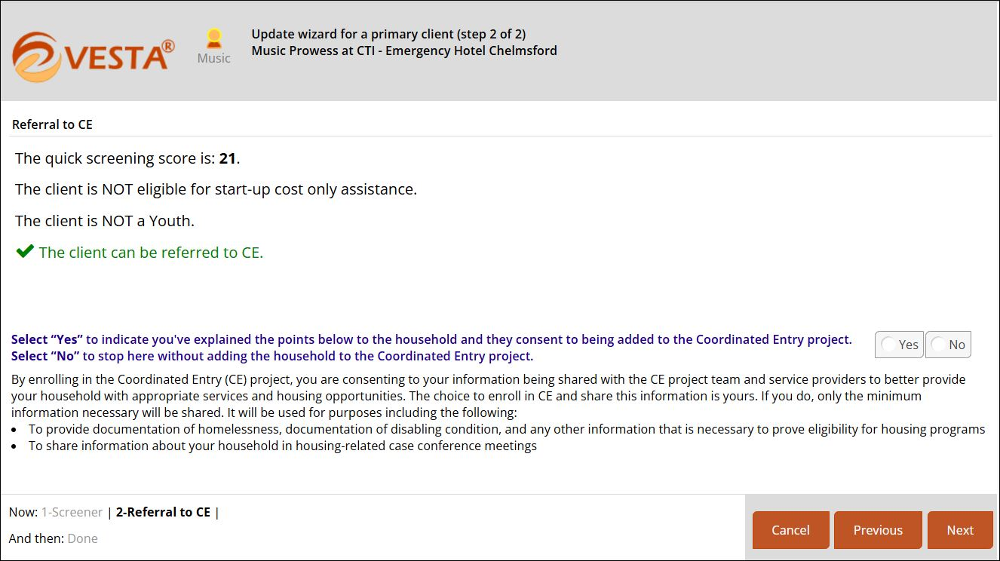 VESTA®
Music
Update wizard for a primary client (step 2 of 2)
Music Prowess at CTI - Emergency Hotel Chelmsford
Referral to CE
The quick screening score is: 21.
The client is NOT eligible for start-up cost only assistance.
The client is NOT a Youth.
The client can be referred to CE.
Select “Yes” to indicate you've explained the points below to the household and they consent to being added to the Coordinated Entry project.
Select “No” to stop here without adding the household to the Coordinated Entry project.
Yes No
By enrolling in the Coordinated Entry (CE) project, you are consenting to your information being shared with the CE project team and service providers to better provide
your household with appropriate services and housing opportunities. The choice to enroll in CE and share this information is yours. If you do, only the minimum
information necessary will be shared. It will be used for purposes including the following:
• To provide documentation of homelessness, documentation of disabling condition, and any other information that is necessary to prove eligibility for housing programs
• To share information about your household in housing-related case conference meetings
Now: 1-Screener | 2-Referral to CE |
And then: Done
Cancel Previous Next